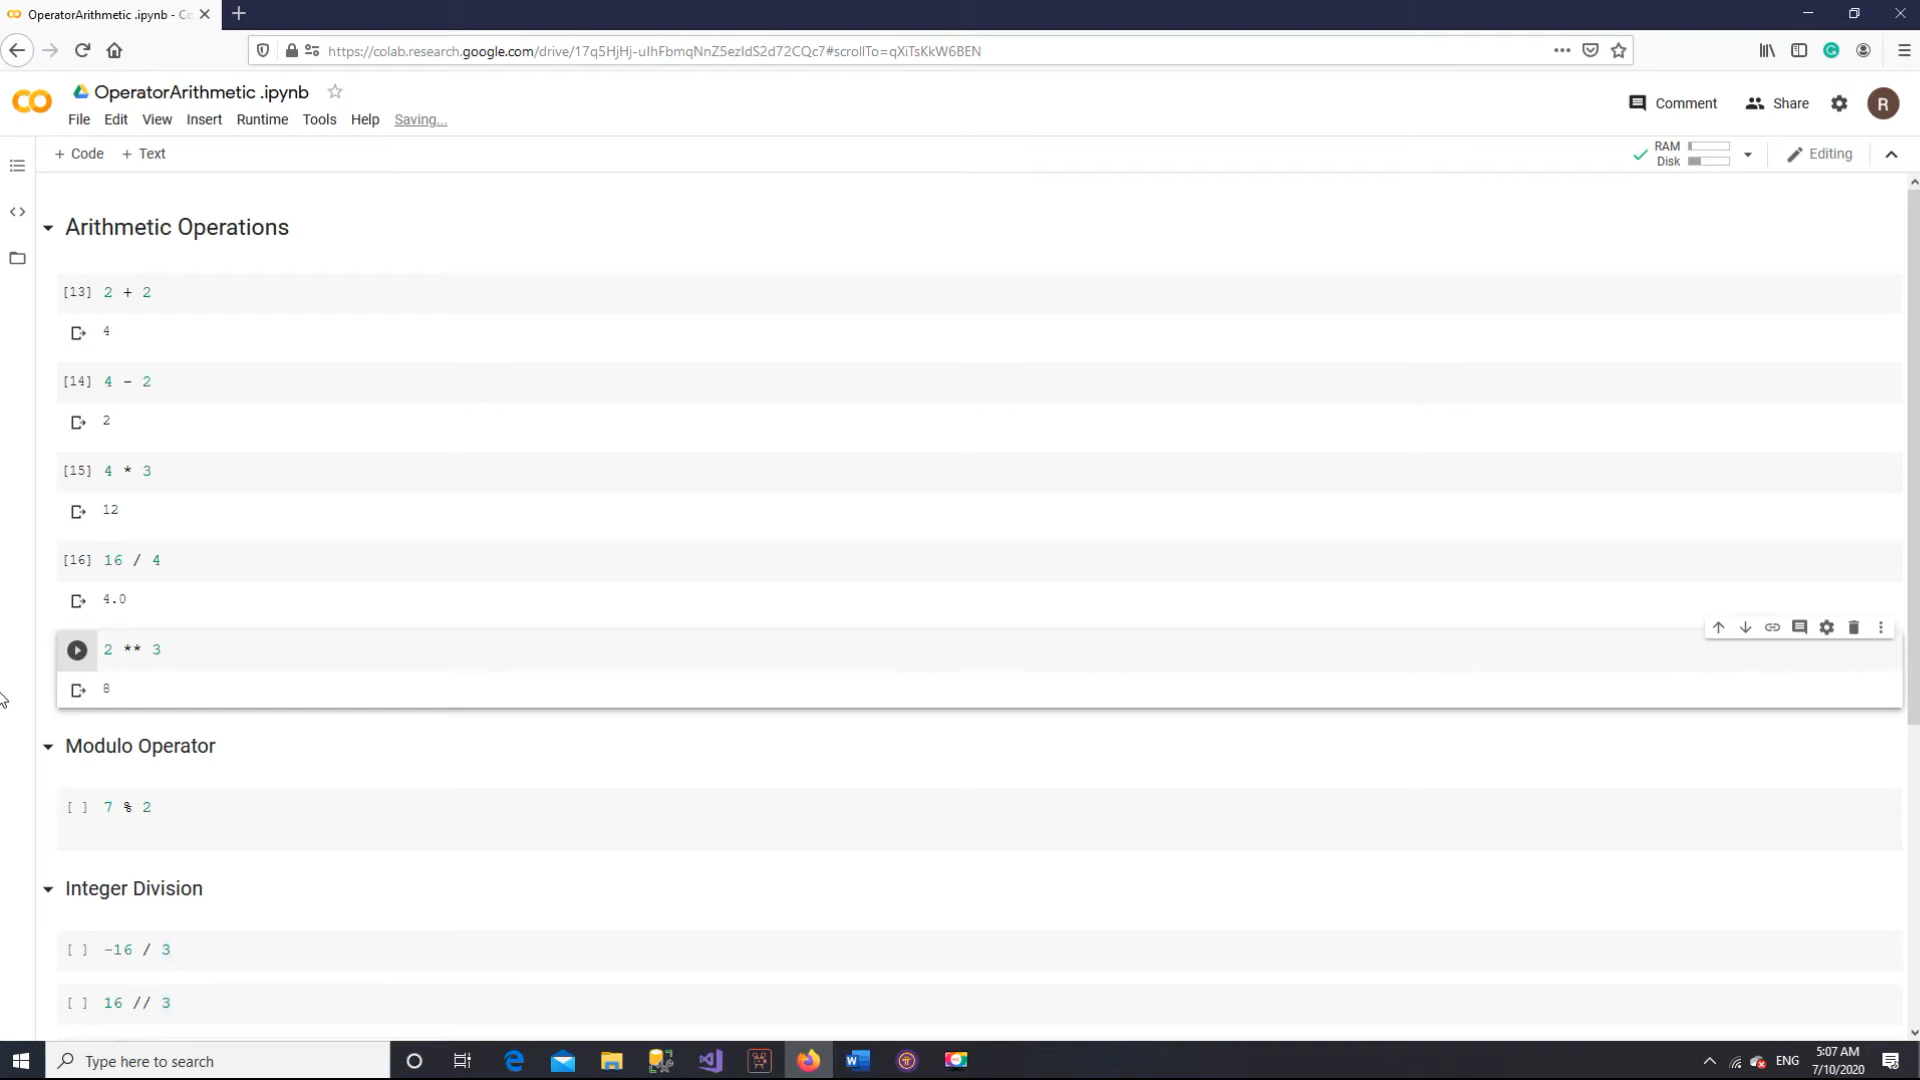 OperatorArithmetic .ipynb - Co
https://colab.research.google.com/drive/17q5HjHj-uIhFbmqNnZ5ezIdS2d72CQc7#scrollTo=qXiTsKkW6BEN
OperatorArithmetic .ipynb
Comment Share R
File Edit View Insert Runtime Tools Help Saving...
+ Code + Text
RAM
Disk
Editing
Arithmetic Operations
[13] 2 + 2
4
[14] 4 - 2
2
[15] 4 * 3
12
[16] 16 / 4
4.0
2 ** 3
8
Modulo Operator
[ ] 7 % 2
Integer Division
[ ] -16 / 3
[ ] 16 // 3
Type here to search
ENG
5:07 AM
7/10/2020